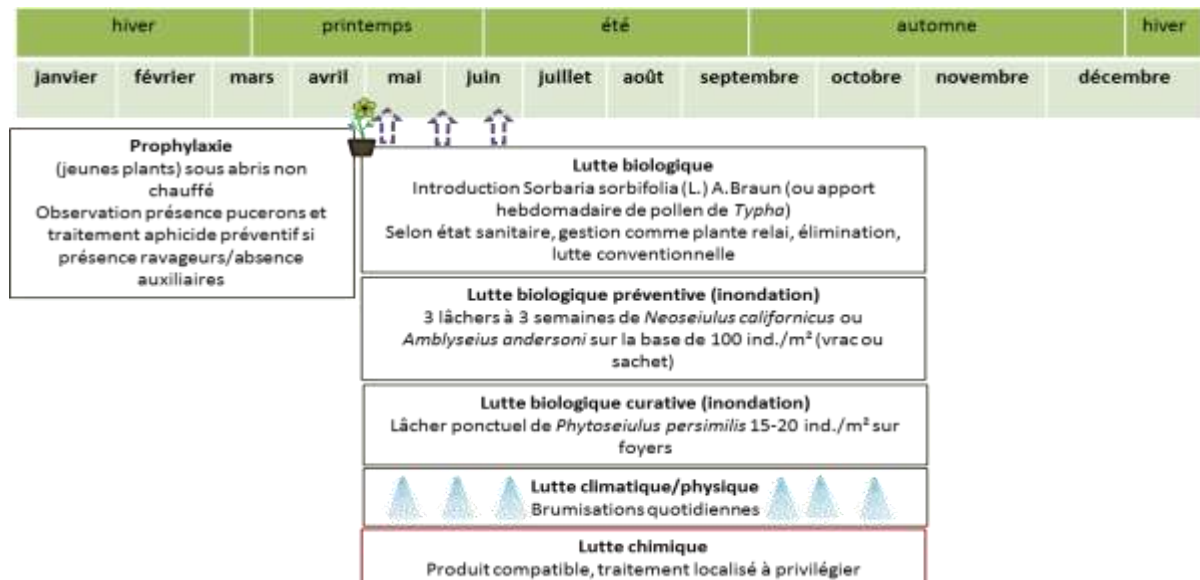 hiver printemps été automne hiver
janvier février mars avril mai juin juillet août septembre octobre novembre décembre
Prophylaxie
(jeunes plants) sous abris non
chauffé
Observation présence pucerons et
traitement aphicide préventif si
présence ravageurs/absence
auxiliaires
Lutte biologique
Introduction Sorbaria sorbifolia (L.) A.Braun (ou apport
hebdomadaire de pollen de Typha)
Selon état sanitaire, gestion comme plante relai, élimination,
lutte conventionnelle
Lutte biologique préventive (inondation)
3 lâchers à 3 semaines de Neoseiulus californicus ou
Amblyseius andersoni sur la base de 100 ind./m² (vrac ou
sachet)
Lutte biologique curative (inondation)
Lâcher ponctuel de Phytoseiulus persimilis 15-20 ind./m² sur
foyers
Lutte climatique/physique
Brumisations quotidiennes
Lutte chimique
Produit compatible, traitement localisé à privilégier